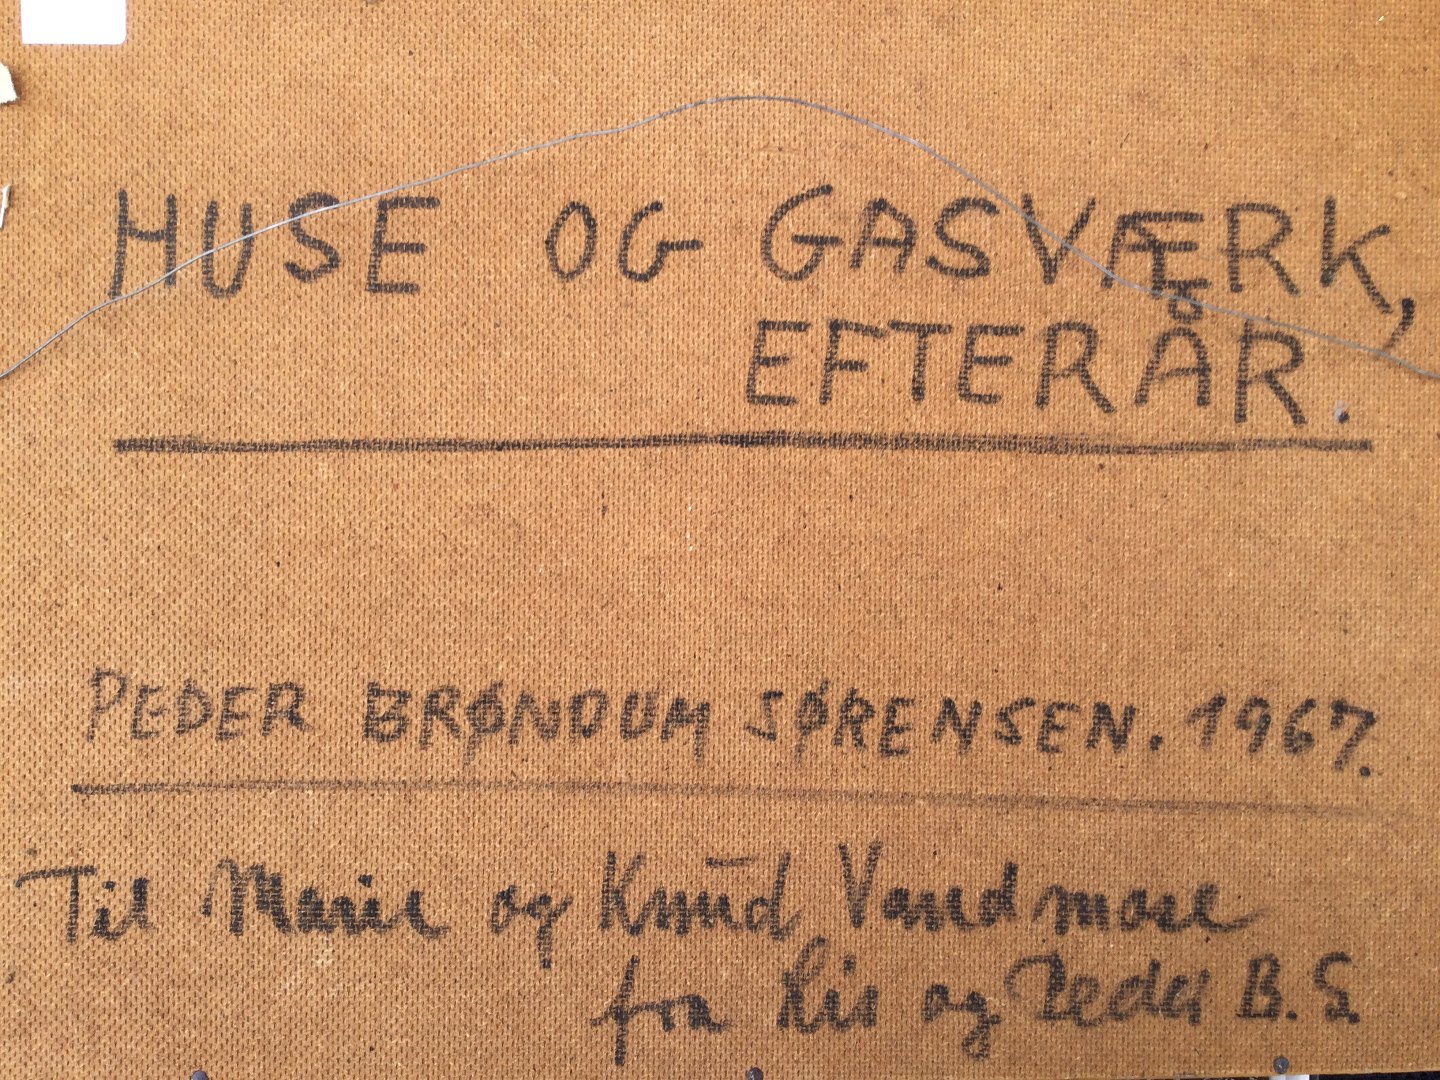 HUSE OG GASVÆRK,
EFTERÅR.
PEDER BRØNDUM SØRENSEN. 1967.
Til Marie og Knud Vandmose
fra Lis og Peder B. S.